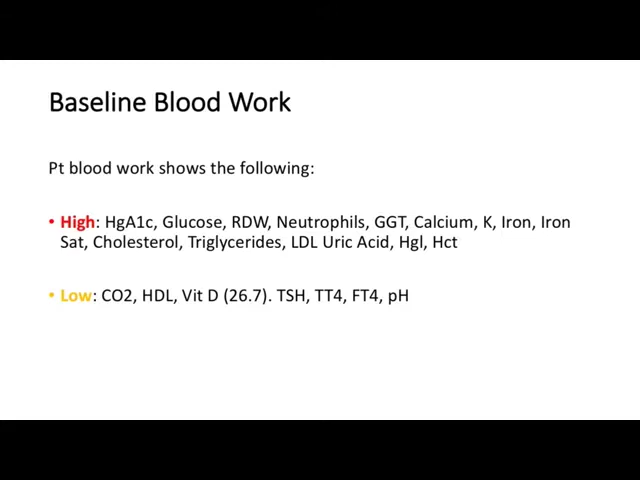 Baseline Blood Work
Pt blood work shows the following:
• High: HgA1c, Glucose, RDW, Neutrophils, GGT, Calcium, K, Iron, Iron
Sat, Cholesterol, Triglycerides, LDL Uric Acid, Hgl, Hct
• Low: CO2, HDL, Vit D (26.7). TSH, TT4, FT4, pH